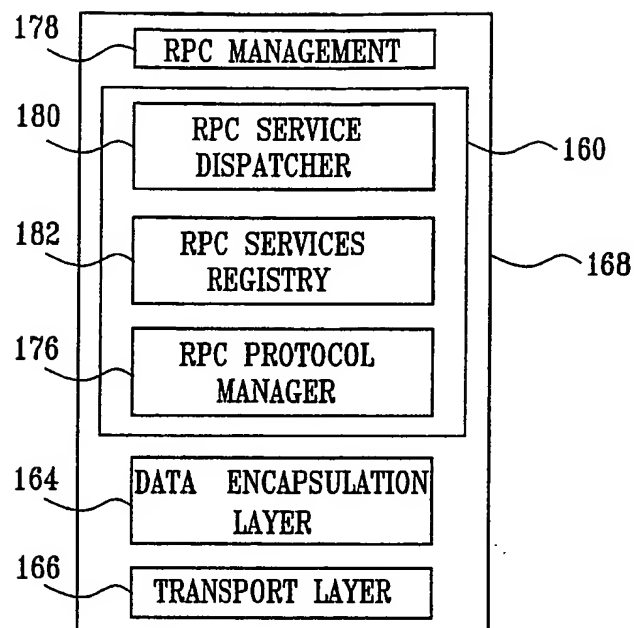 178
RPC MANAGEMENT
180
RPC SERVICE
DISPATCHER
160
182
RPC SERVICES
REGISTRY
168
176
RPC PROTOCOL
MANAGER
164
DATA ENCAPSULATION
LAYER
166
TRANSPORT LAYER